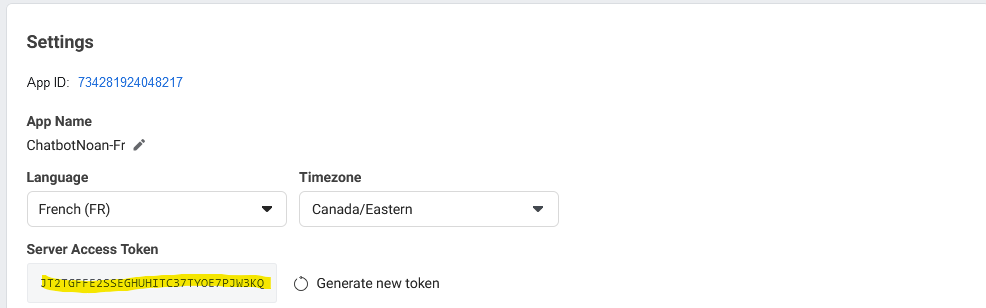 Settings
App ID: 734281924048217
App Name
ChatbotNoan-Fr
Language Timezone
French (FR) Canada/Eastern
Server Access Token
JT2TGFFE2SSEGHUHITC37TYOE7PJW3KQ Generate new token